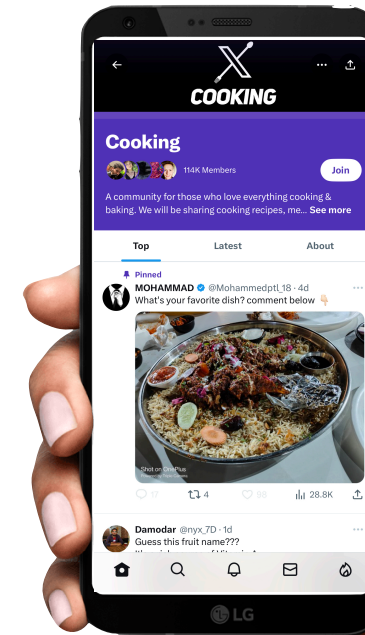 COOKING
Cooking
114K Members
Join
A community for those who love everything cooking &
baking. We will be sharing cooking recipes, me... See more
Top
Latest
About
Pinned
MOHAMMAD @Mohammedptl_18 · 4d
What's your favorite dish? comment below 👇🏻
Shot on OnePlus
17
4
98
28.8K
Damodar @nyx_7D · 1d
Guess this fruit name???
LG